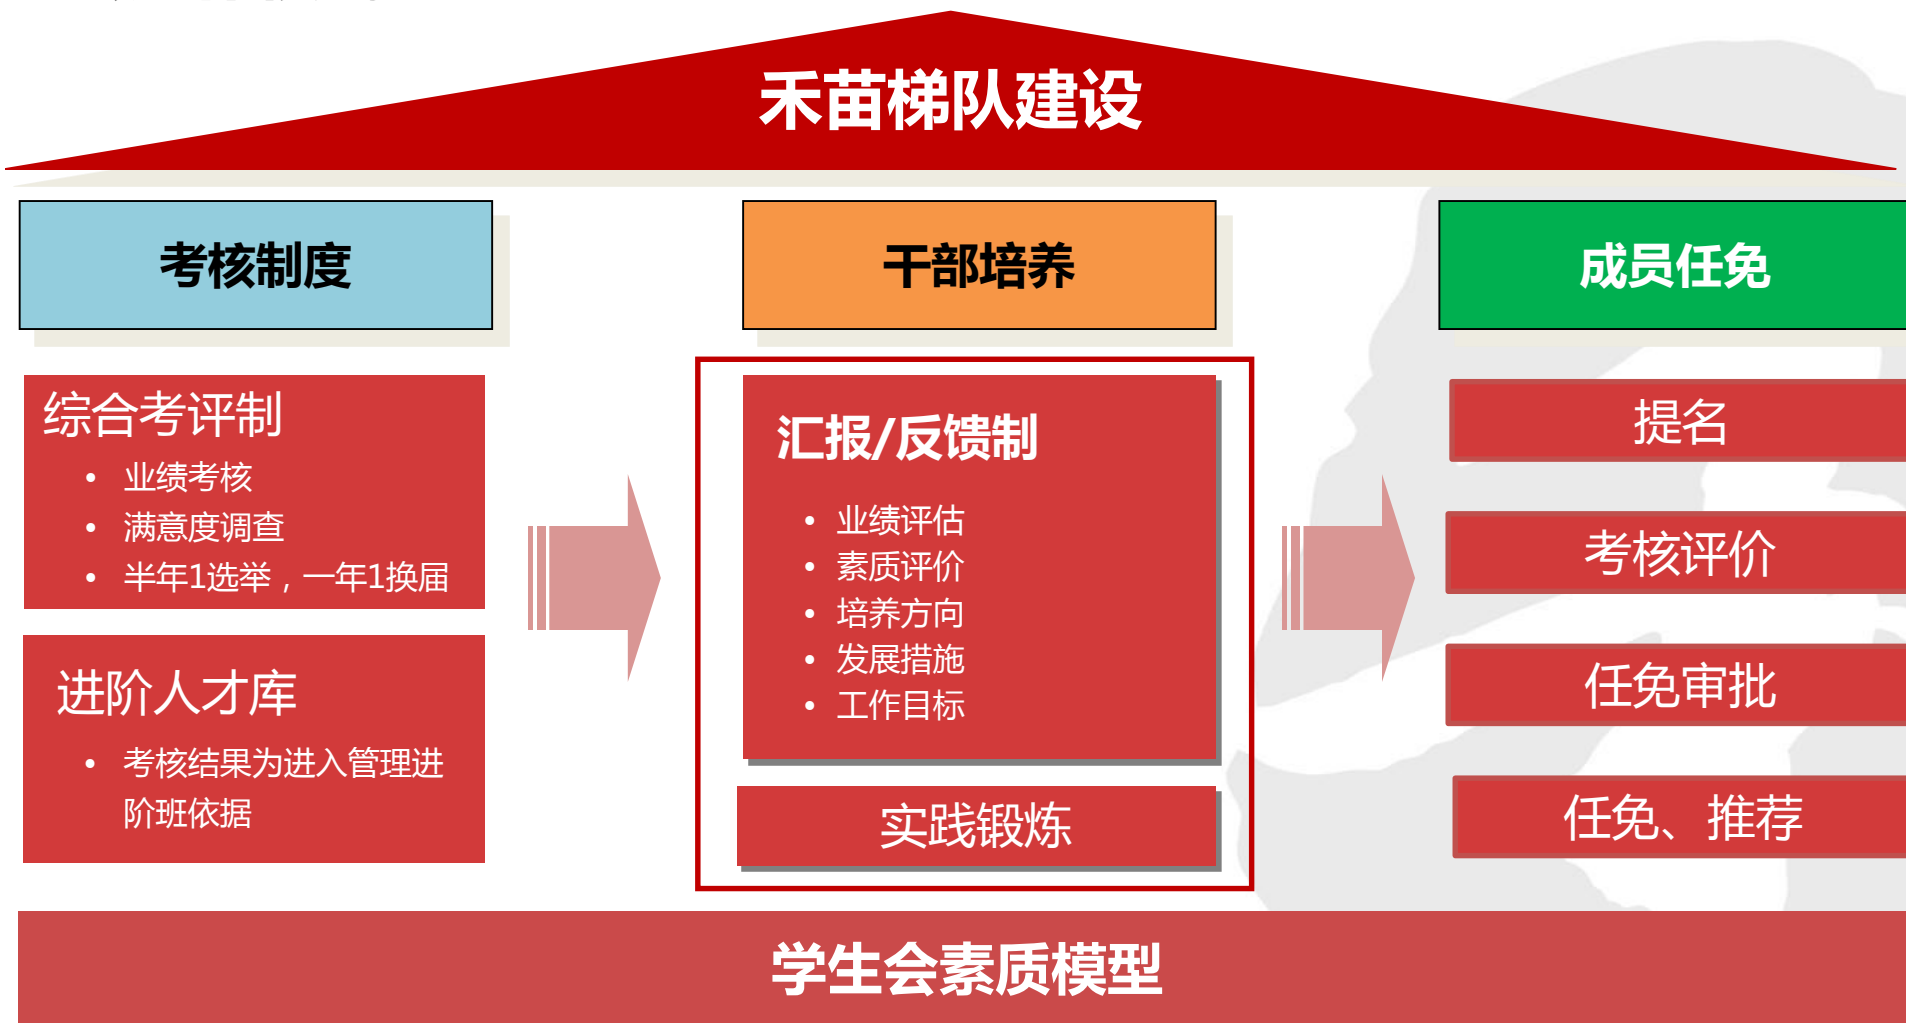 禾苗梯队建设
考核制度
干部培养
成员任免
综合考评制
• 业绩考核
• 满意度调查
• 半年1选举，一年1换届
进阶人才库
• 考核结果为进入管理进
阶班依据
汇报/反馈制
• 业绩评估
• 素质评价
• 培养方向
• 发展措施
• 工作目标
实践锻炼
提名
考核评价
任免审批
任免、推荐
学生会素质模型